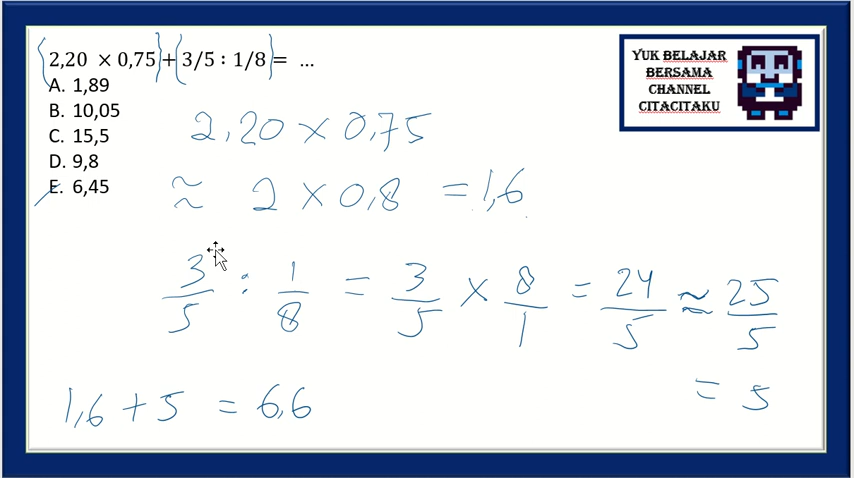 2,20 × 0,75 + 3/5 : 1/8 = ...
A. 1,89
B. 10,05
C. 15,5
D. 9,8
E. 6,45
YUK BELAJAR
BERSAMA
CHANNEL
CITACITAKU
2,20 × 0,75
≈ 2 × 0,8 = 1,6
3/5 : 1/8 = 3/5 × 8/1 = 24/5 ≈ 25/5
= 5
1,6 + 5 = 6,6